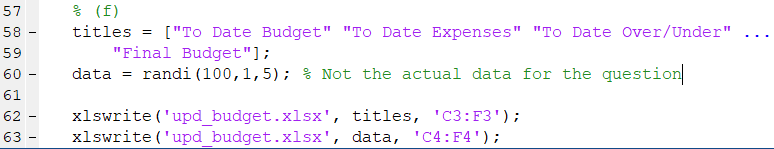 57 % (f)
58 - titles = ["To Date Budget" "To Date Expenses" "To Date Over/Under" ...
59 "Final Budget"];
60 - data = randi(100,1,5); % Not the actual data for the question
61
62 - xlswrite('upd_budget.xlsx', titles, 'C3:F3');
63 - xlswrite('upd_budget.xlsx', data, 'C4:F4');